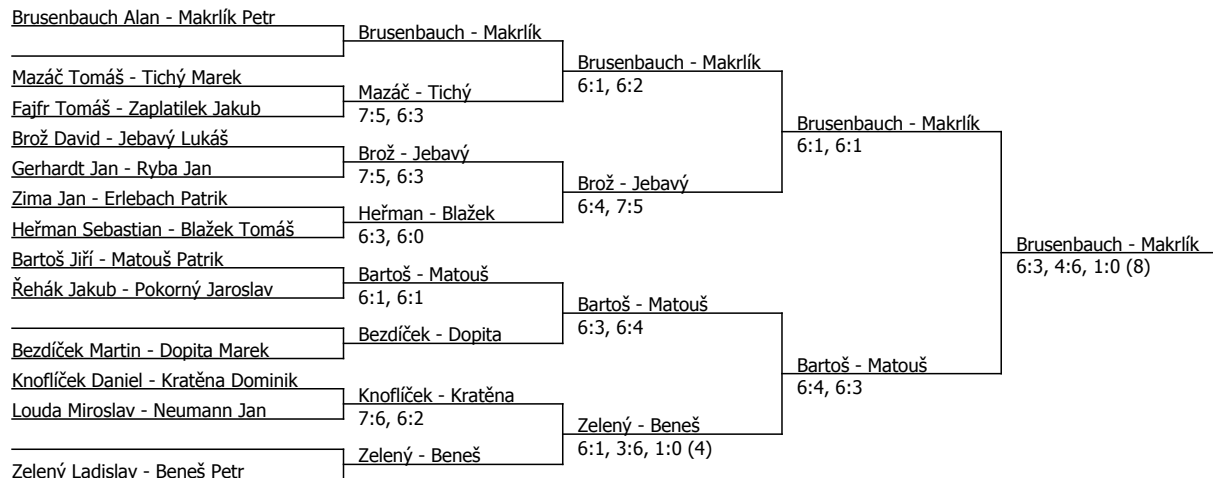 Brusenbauch Alan - Makrlík Petr
Brusenbauch - Makrlík
Brusenbauch - Makrlík
6:1, 6:2
Mazáč Tomáš - Tichý Marek
Mazáč - Tichý
7:5, 6:3
Fajfr Tomáš - Zaplatilek Jakub
Brusenbauch - Makrlík
6:1, 6:1
Brož David - Jebavý Lukáš
Brož - Jebavý
7:5, 6:3
Gerhardt Jan - Ryba Jan
Brož - Jebavý
6:4, 7:5
Zima Jan - Erlebach Patrik
Heřman - Blažek
6:3, 6:0
Heřman Sebastian - Blažek Tomáš
Brusenbauch - Makrlík
6:3, 4:6, 1:0 (8)
Bartoš Jiří - Matouš Patrik
Bartoš - Matouš
6:1, 6:1
Řehák Jakub - Pokorný Jaroslav
Bartoš - Matouš
6:3, 6:4
Bezdíček - Dopita
Bezdíček Martin - Dopita Marek
Bartoš - Matouš
6:4, 6:3
Knoflíček Daniel - Kratěna Dominik
Knoflíček - Kratěna
7:6, 6:2
Louda Miroslav - Neumann Jan
Zelený - Beneš
6:1, 3:6, 1:0 (4)
Zelený - Beneš
Zelený Ladislav - Beneš Petr